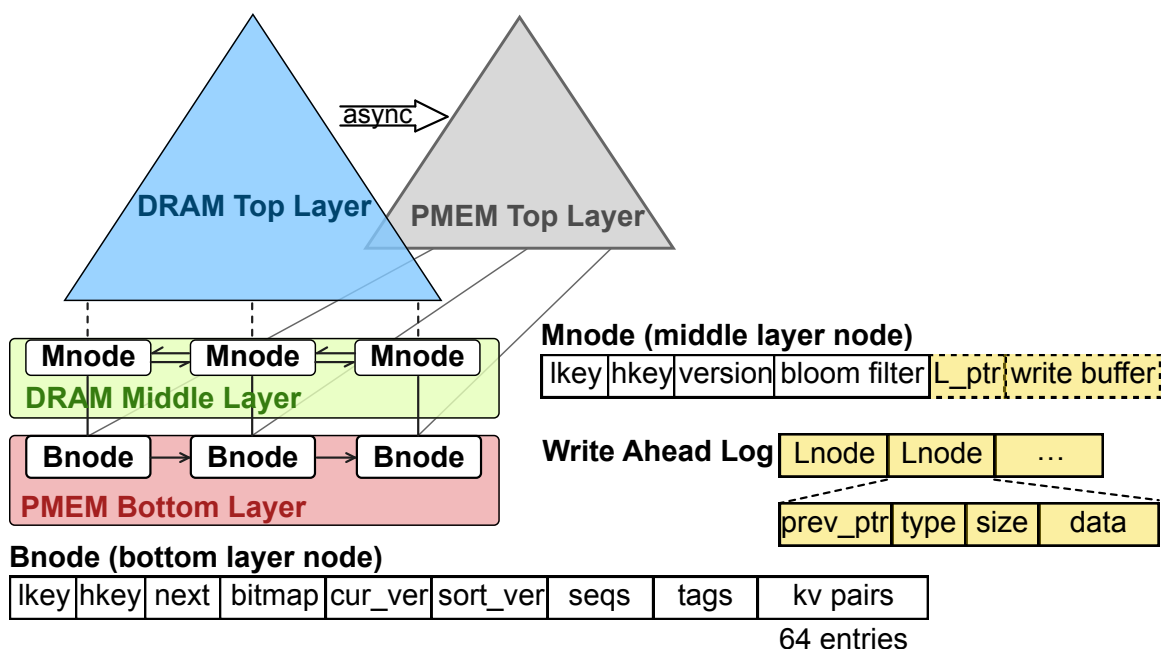 async
DRAM Top Layer
PMEM Top Layer
Mnode Mnode Mnode
DRAM Middle Layer
Bnode Bnode Bnode
PMEM Bottom Layer
Mnode (middle layer node)
lkey hkey version bloom filter L_ptr write buffer
Write Ahead Log Lnode Lnode ...
prev_ptr type size data
Bnode (bottom layer node)
lkey hkey next bitmap cur_ver sort_ver seqs tags kv pairs
64 entries